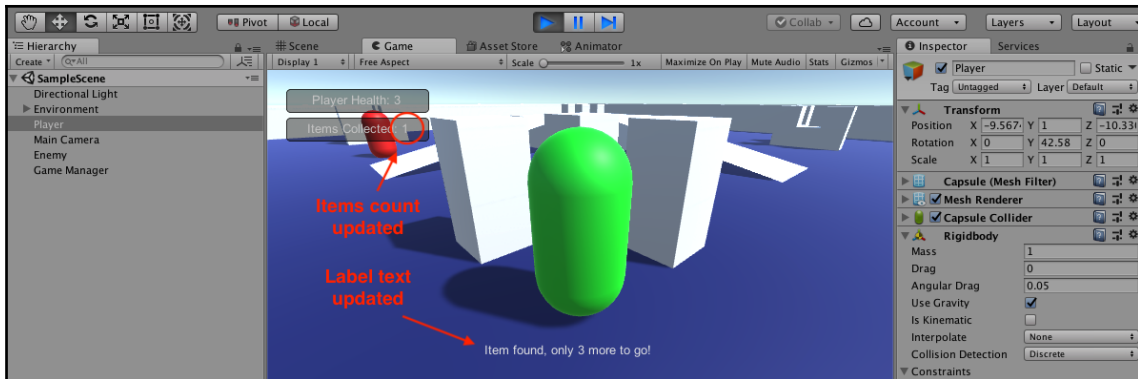 Pivot Local Collab Account Layers Layout
Hierarchy
Create All
SampleScene
Directional Light
Environment
Player
Main Camera
Enemy
Game Manager
Scene Game Asset Store Animator
Display 1 Free Aspect Scale 1x Maximize On Play Mute Audio Stats Gizmos
Player Health: 3
Items Collected: 1
Items count
updated
Label text
updated
Item found, only 3 more to go!
Inspector Services
Player Static
Tag Untagged Layer Default
Transform
Position X -9.567 Y 1 Z -10.33
Rotation X 0 Y 42.58 Z 0
Scale X 1 Y 1 Z 1
Capsule (Mesh Filter)
Mesh Renderer
Capsule Collider
Rigidbody
Mass 1
Drag 0
Angular Drag 0.05
Use Gravity
Is Kinematic
Interpolate None
Collision Detection Discrete
Constraints